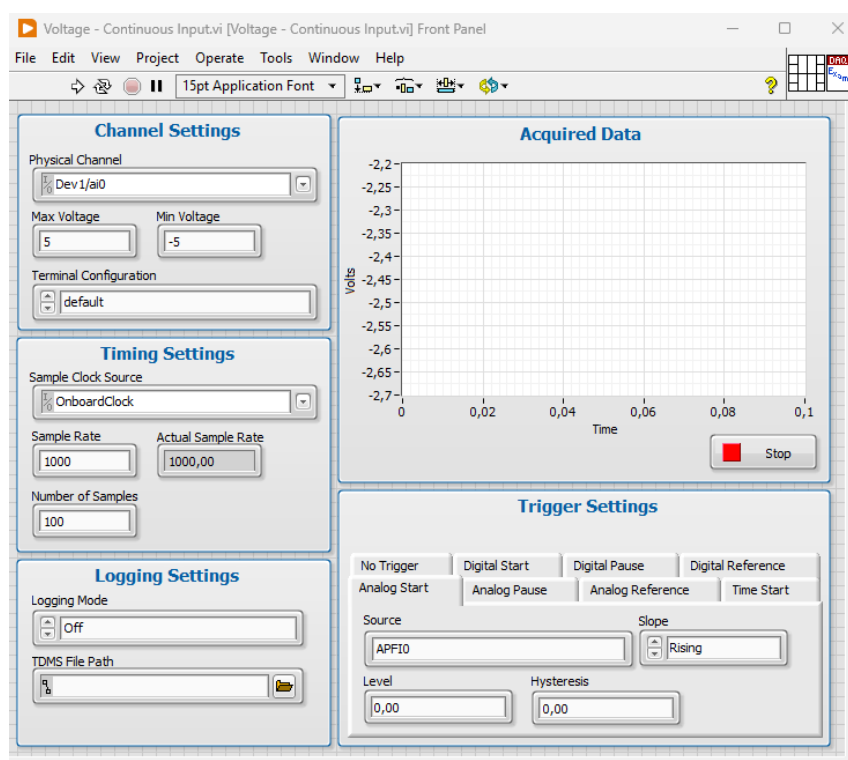 Voltage - Continuous Input.vi [Voltage - Continuous Input.vi] Front Panel
File Edit View Project Operate Tools Window Help
15pt Application Font
DAQ
Channel Settings
Physical Channel
Dev1/ai0
Max Voltage Min Voltage
5 -5
Terminal Configuration
default
Timing Settings
Sample Clock Source
OnboardClock
Sample Rate Actual Sample Rate
1000 1000,00
Number of Samples
100
Logging Settings
Logging Mode
Off
TDMS File Path
Acquired Data
-2,2
-2,25
-2,3
-2,35
-2,4
-2,45
-2,5
-2,55
-2,6
-2,65
-2,7
Volts
0 0,02 0,04 0,06 0,08 0,1
Time
Stop
Trigger Settings
No Trigger Digital Start Digital Pause Digital Reference
Analog Start Analog Pause Analog Reference Time Start
Source Slope
APFI0 Rising
Level Hysteresis
0,00 0,00